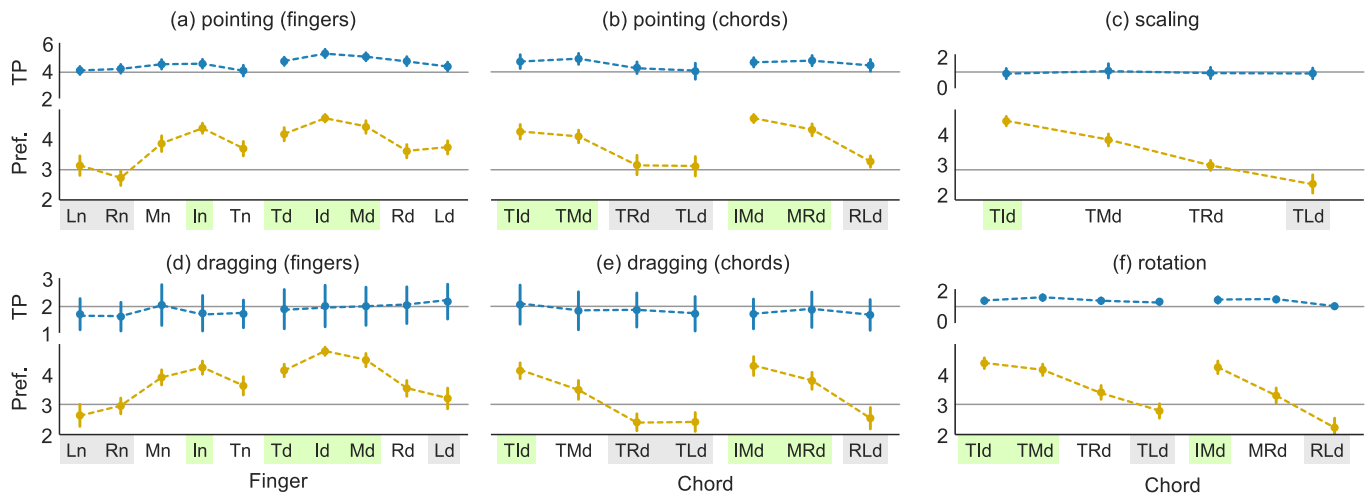 (a) pointing (fingers)
(b) pointing (chords)
(c) scaling
TP
6
4
2
2
0
Pref.
4
3
2
4
3
2
Ln Rn Mn In Tn Td Id Md Rd Ld
TId TMd TRd TLd IMd MRd RLd
TId TMd TRd TLd
(d) dragging (fingers)
(e) dragging (chords)
(f) rotation
TP
3
2
1
2
0
Pref.
4
3
2
4
3
2
Ln Rn Mn In Tn Td Id Md Rd Ld
TId TMd TRd TLd IMd MRd RLd
TId TMd TRd TLd IMd MRd RLd
Finger
Chord
Chord